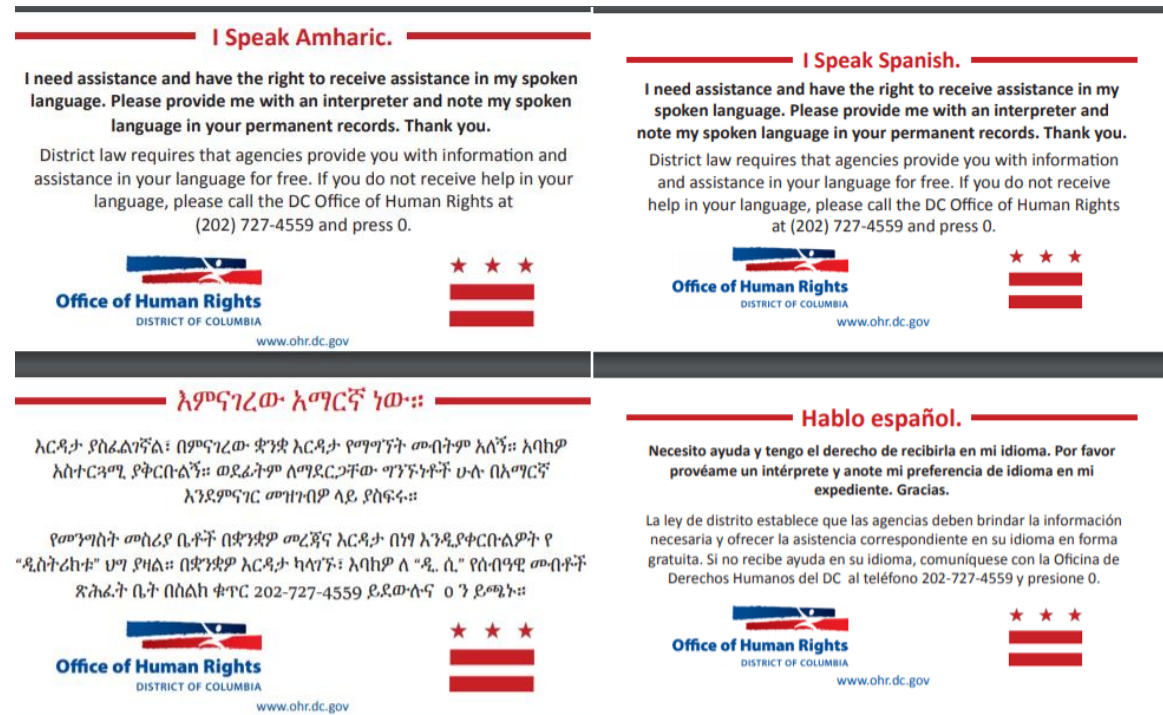 I Speak Amharic.
I need assistance and have the right to receive assistance in my spoken
language. Please provide me with an interpreter and note my spoken
language in your permanent records. Thank you.
District law requires that agencies provide you with information and
assistance in your language for free. If you do not receive help in your
language, please call the DC Office of Human Rights at
(202) 727-4559 and press 0.
Office of Human Rights
DISTRICT OF COLUMBIA
www.ohr.dc.gov
I Speak Spanish.
I need assistance and have the right to receive assistance in my
spoken language. Please provide me with an interpreter and
note my spoken language in your permanent records. Thank you.
District law requires that agencies provide you with information
and assistance in your language for free. If you do not receive
help in your language, please call the DC Office of Human Rights
at (202) 727-4559 and press 0.
Office of Human Rights
DISTRICT OF COLUMBIA
www.ohr.dc.gov
እምናገረው አማርኛ ነው።
እርዳታ ያስፈልገኛል፤ በምናገረው ቋንቋ እርዳታ የማግኘት መብትም አለኝ። አባክዎ
አስተርጓሚ ያቅርቡልኝ። ወደፊትም ለማደርጋቸው ግንኙነቶች ሁሉ በአማርኛ
እንደምናገር መዝገብዎ ላይ ያስፍሩ።
የመንግስት መስሪያ ቤቶች በቋንቋዎ መረጃና እርዳታ በነፃ እንዲያቀርቡልዎት የ
“ዲስትሪክቱ” ህግ ያዛል። በቋንቋዎ እርዳታ ካላገኙ፣ አባክዎ ለ “ዲ. ሲ.” የሰብዓዊ መብቶች
ጽሕፈት ቤት በስልክ ቁጥር 202-727-4559 ይደውሉና 0 ን ይጫኑ።
Office of Human Rights
DISTRICT OF COLUMBIA
www.ohr.dc.gov
Hablo español.
Necesito ayuda y tengo el derecho de recibirla en mi idioma. Por favor
provéame un intérprete y anote mi preferencia de idioma en mi
expediente. Gracias.
La ley de distrito establece que las agencias deben brindar la información
necesaria y ofrecer la asistencia correspondiente en su idioma en forma
gratuita. Si no recibe ayuda en su idioma, comuníquese con la Oficina de
Derechos Humanos del DC al teléfono 202-727-4559 y presione 0.
Office of Human Rights
DISTRICT OF COLUMBIA
www.ohr.dc.gov